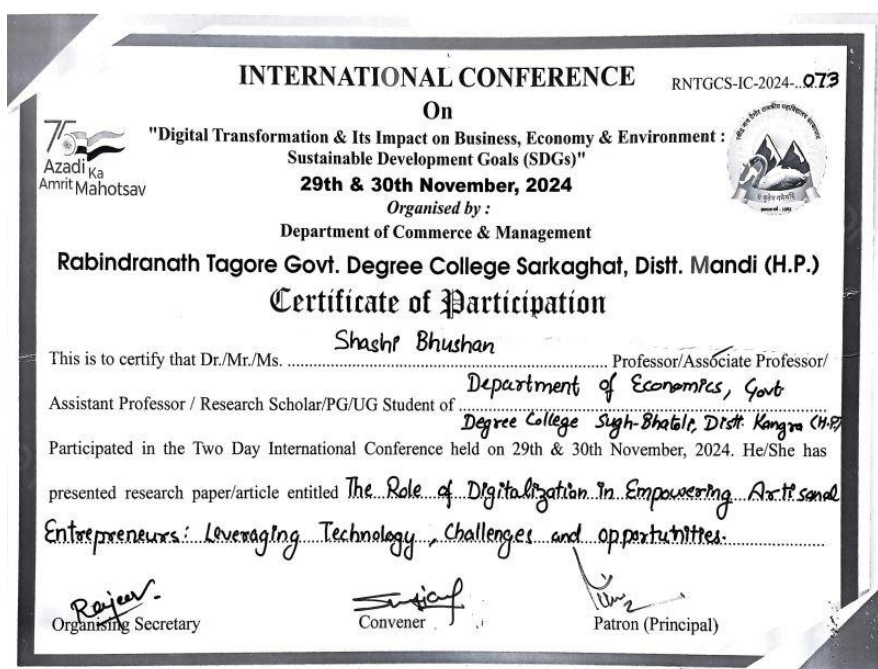 INTERNATIONAL CONFERENCE
RNTGCS-IC-2024-..073
On
"Digital Transformation & Its Impact on Business, Economy & Environment :
Sustainable Development Goals (SDGs)"
29th & 30th November, 2024
75
Azadi Ka
Amrit Mahotsav
Organised by :
Department of Commerce & Management
Rabindranath Tagore Govt. Degree College Sarkaghat, Distt. Mandi (H.P.)
Certificate of Participation
This is to certify that Dr./Mr./Ms. Shashi Bhushan Professor/Associate Professor/
Assistant Professor / Research Scholar/PG/UG Student of Department of Economics, Govt
Degree College Sugh-Bhatoli, Distt. Kangra (H.P)
Participated in the Two Day International Conference held on 29th & 30th November, 2024. He/She has
presented research paper/article entitled The Role of Digitalization in Empowering Artisanal
Entrepreneurs: Leveraging Technology, Challenges and opportunities.
Rajeev
Organising Secretary
Convener
Patron (Principal)